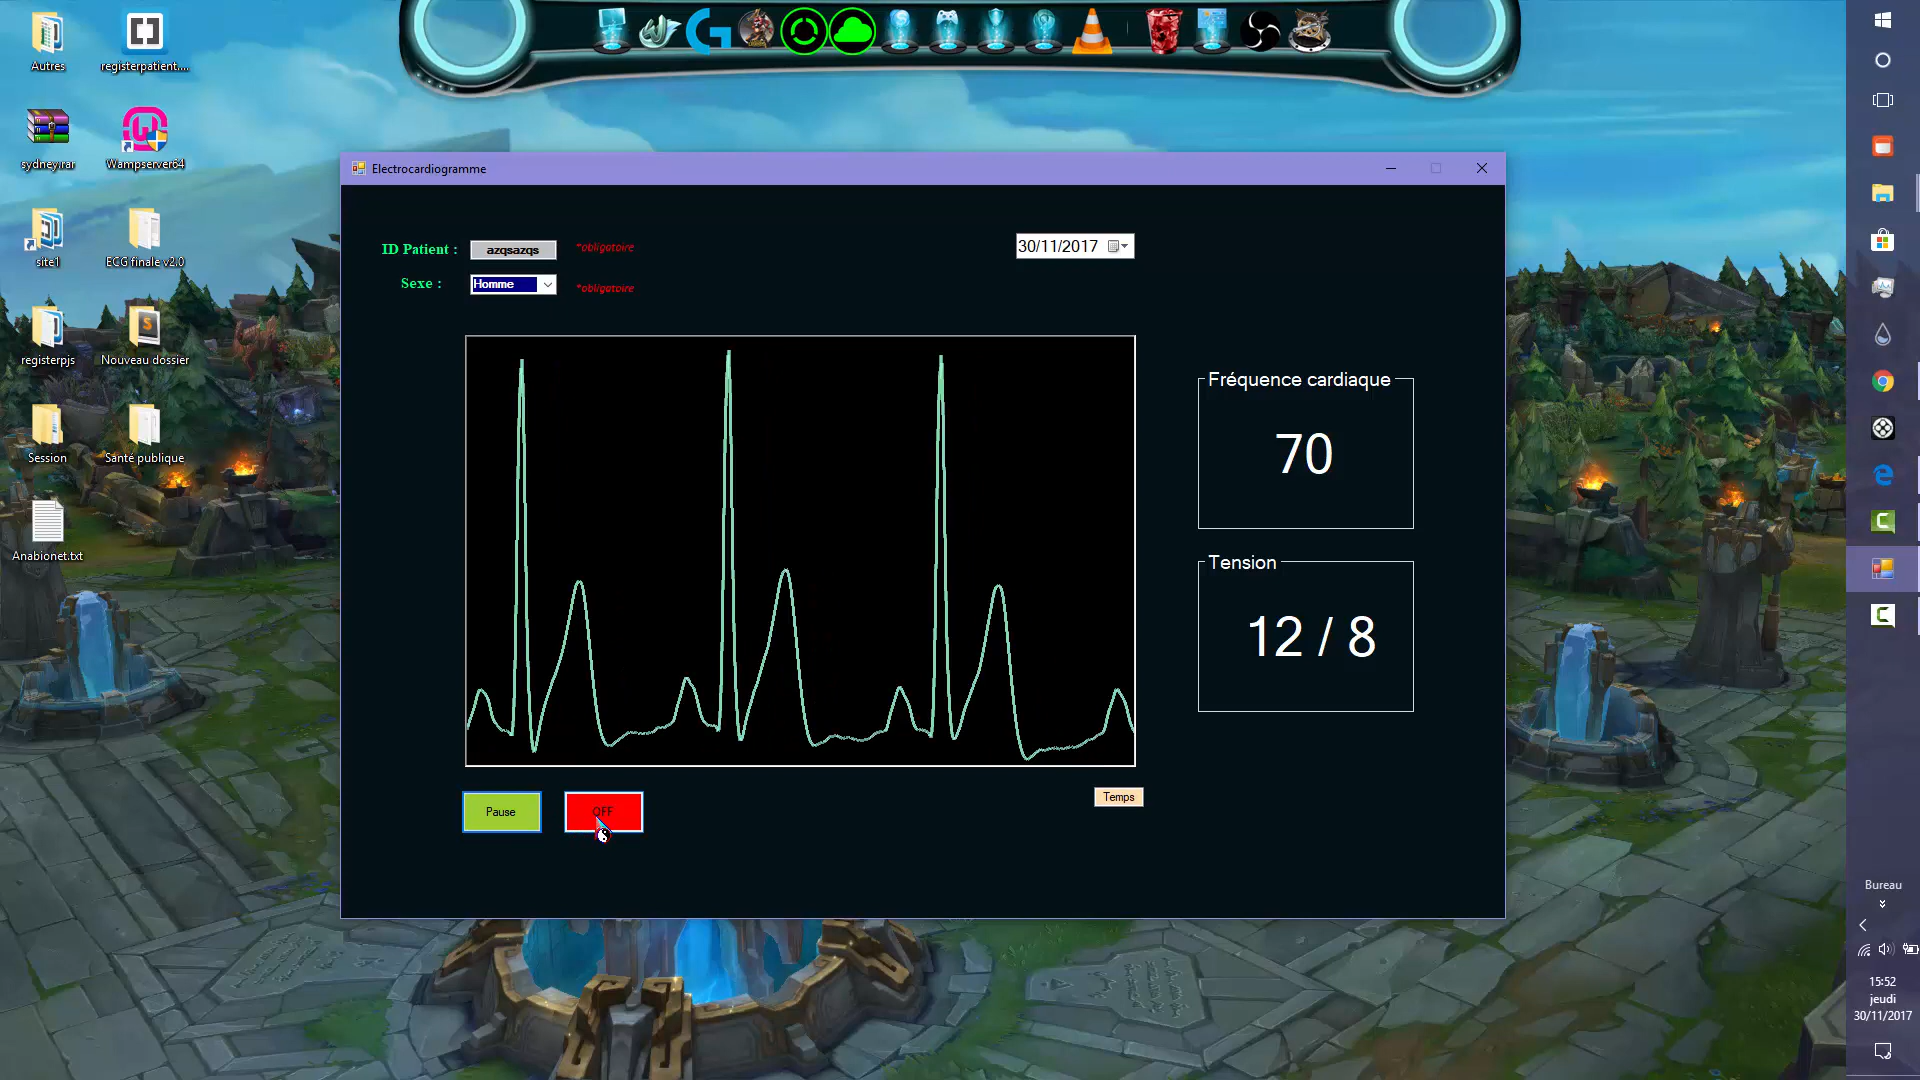 Autres
registerpatient....
sydney.rar
Wampserver64
site1
ECG finale v2.0
registerpjs
Nouveau dossier
Session
Santé publique
Anabionet.txt
Electrocardiogramme
ID Patient :
azqsazqs
*obligatoire
30/11/2017
Sexe :
Homme
*obligatoire
Fréquence cardiaque
70
Tension
12 / 8
Pause
OFF
Temps
Bureau
15:52
jeudi
30/11/2017